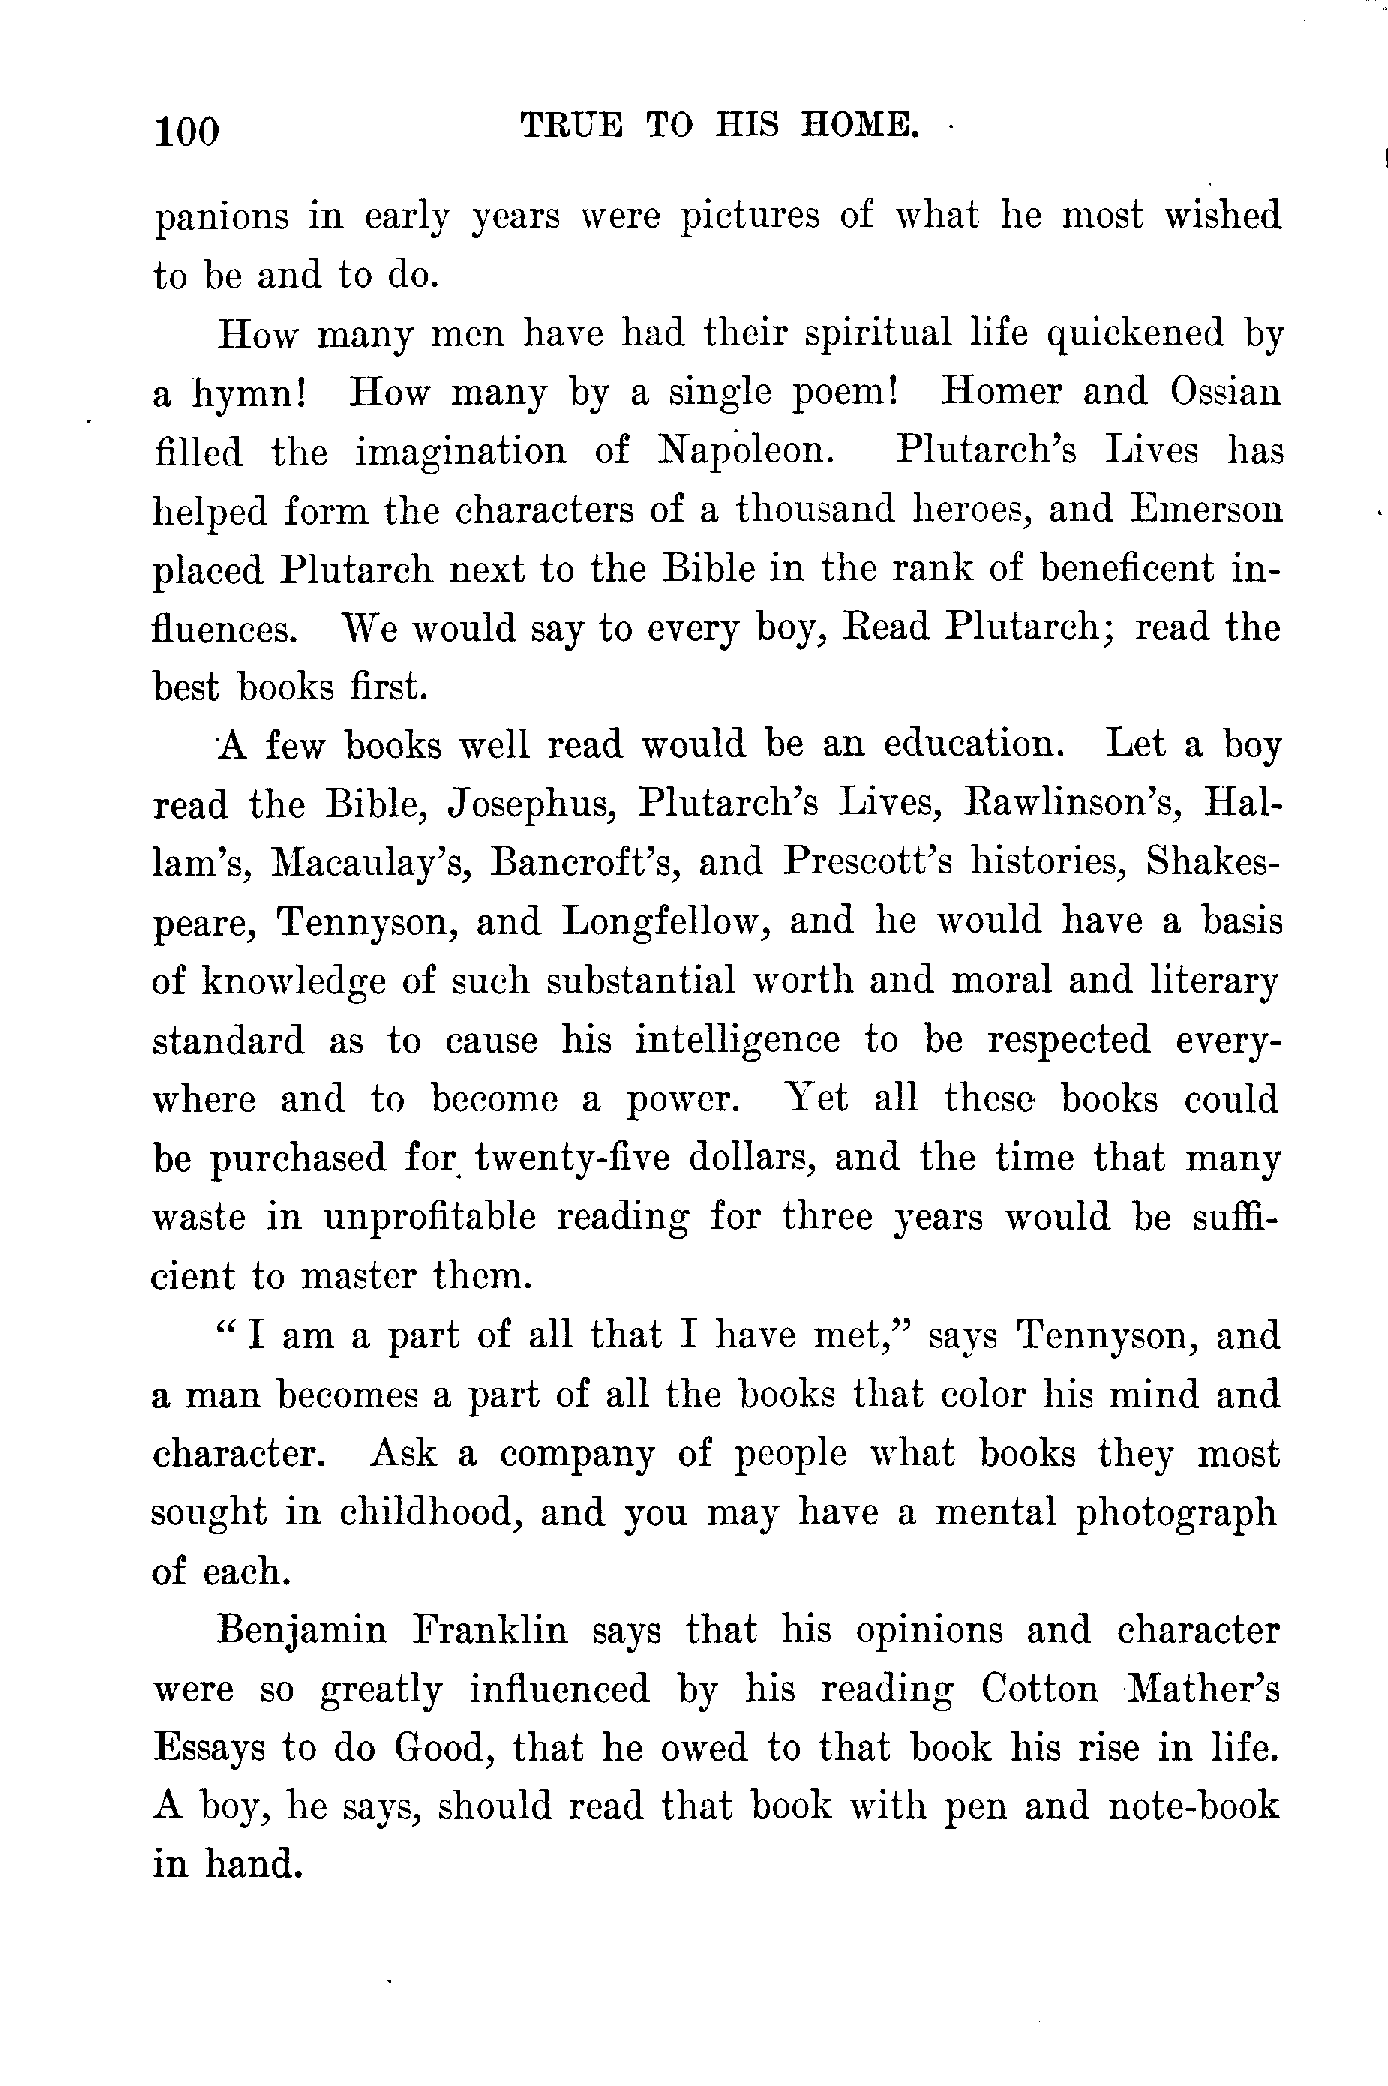 100 TRUE TO HIS HOME.
panions in early years were pictures of what he most wished
to be and to do.
How many men have had their spiritual life quickened by
a hymn! How many by a single poem! Homer and Ossian
filled the imagination of Napoleon. Plutarch's Lives has
helped form the characters of a thousand heroes, and Emerson
placed Plutarch next to the Bible in the rank of beneficent in-
fluences. We would say to every boy, Read Plutarch; read the
best books first.
A few books well read would be an education. Let a boy
read the Bible, Josephus, Plutarch's Lives, Rawlinson's, Hal-
lam's, Macaulay's, Bancroft's, and Prescott's histories, Shakes-
peare, Tennyson, and Longfellow, and he would have a basis
of knowledge of such substantial worth and moral and literary
standard as to cause his intelligence to be respected every-
where and to become a power. Yet all these books could
be purchased for twenty-five dollars, and the time that many
waste in unprofitable reading for three years would be suffi-
cient to master them.
"I am a part of all that I have met," says Tennyson, and
a man becomes a part of all the books that color his mind and
character. Ask a company of people what books they most
sought in childhood, and you may have a mental photograph
of each.
Benjamin Franklin says that his opinions and character
were so greatly influenced by his reading Cotton Mather's
Essays to do Good, that he owed to that book his rise in life.
A boy, he says, should read that book with pen and note-book
in hand.